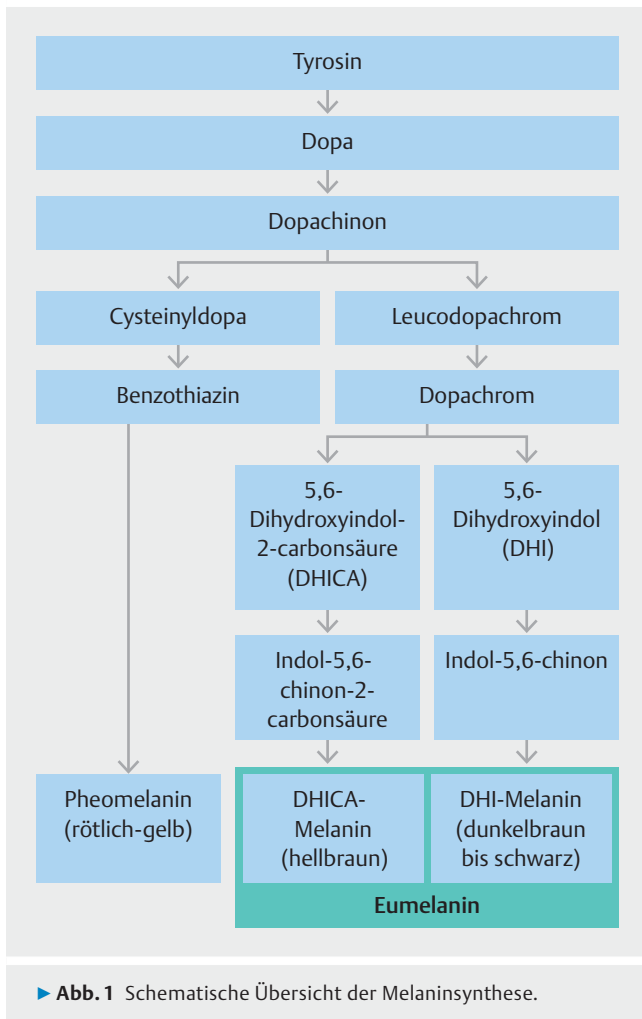 Tyrosin
Dopa
Dopachinon
Cysteinyldopa
Leucodopachrom
Benzothiazin
Dopachrom
5,6-
Dihydroxyindol-
2-carbonsäure
(DHICA)
5,6-
Dihydroxyindol
(DHI)
Indol-5,6-
chinon-2-
carbonsäure
Indol-5,6-chinon
Pheomelanin
(rötlich-gelb)
DHICA-
Melanin
(hellbraun)
DHI-Melanin
(dunkelbraun
bis schwarz)
Eumelanin
▶ Abb. 1 Schematische Übersicht der Melaninsynthese.